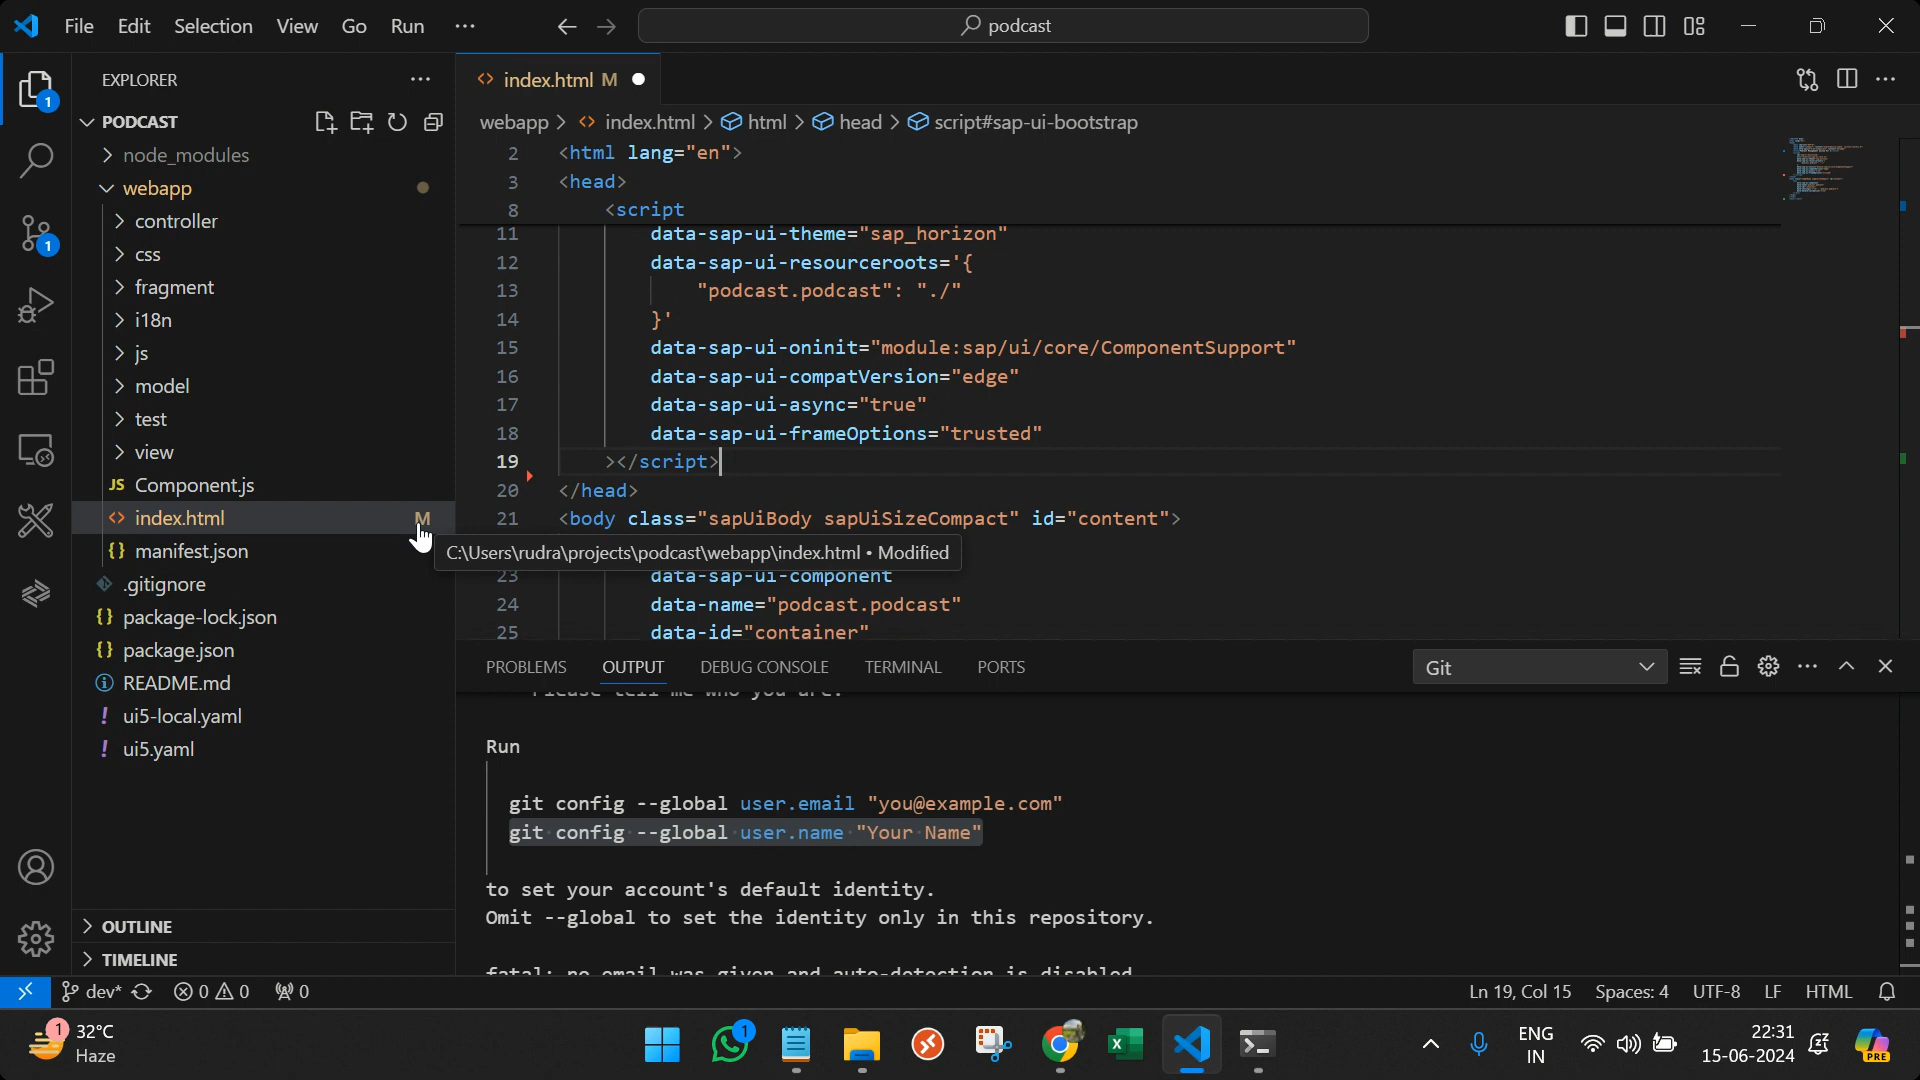 File Edit Selection View Go Run ···
podcast
EXPLORER ···
PODCAST
node_modules
webapp
controller
css
fragment
i18n
js
model
test
view
JS Component.js
<> index.html M
{} manifest.json
.gitignore
{} package-lock.json
{} package.json
README.md
! ui5-local.yaml
! ui5.yaml
OUTLINE
TIMELINE
1
1
<> index.html M
webapp > <> index.html > html > head > script#sap-ui-bootstrap
2 <html lang="en">
3 <head>
8 <script
11 data-sap-ui-theme="sap_horizon"
12 data-sap-ui-resourceroots='{
13 "podcast.podcast": "./"
14 }'
15 data-sap-ui-oninit="module:sap/ui/core/ComponentSupport"
16 data-sap-ui-compatVersion="edge"
17 data-sap-ui-async="true"
18 data-sap-ui-frameOptions="trusted"
19 ></script>
20 </head>
21 <body class="sapUiBody sapUiSizeCompact" id="content">
C:\Users\rudra\projects\podcast\webapp\index.html • Modified
23 data-sap-ui-component
24 data-name="podcast.podcast"
25 data-id="container"
PROBLEMS OUTPUT DEBUG CONSOLE TERMINAL PORTS
Git
Please tell me who you are.
Run
git config --global user.email "you@example.com"
git config --global user.name "Your Name"
to set your account's default identity.
Omit --global to set the identity only in this repository.
fatal: no email was given and auto-detection is disabled
dev* 0 0 0
Ln 19, Col 15 Spaces: 4 UTF-8 LF HTML
1 32°C
Haze
1
ENG
IN
22:31
15-06-2024
PRE